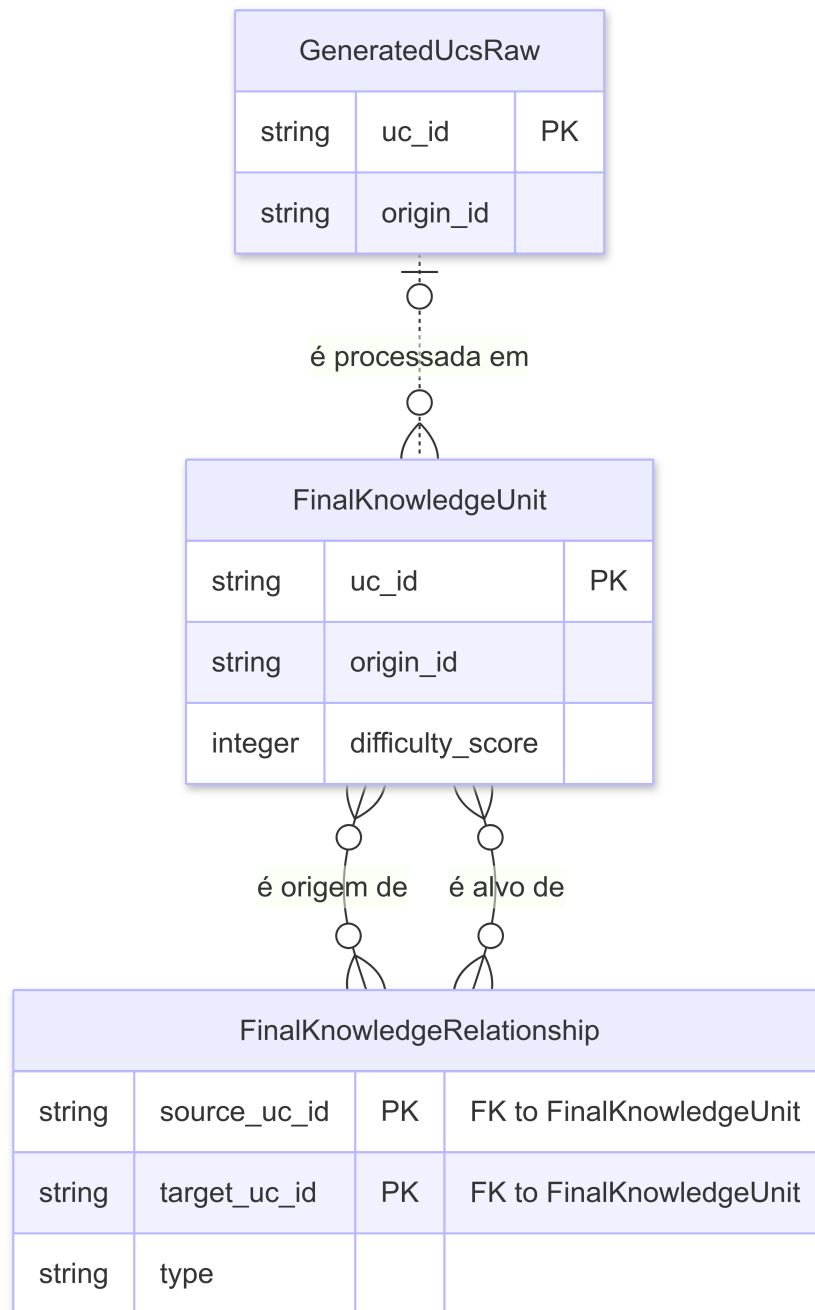 GeneratedUcsRaw
string uc_id PK
string origin_id
é processada em
FinalKnowledgeUnit
string uc_id PK
string origin_id
integer difficulty_score
é origem de é alvo de
FinalKnowledgeRelationship
string source_uc_id PK FK to FinalKnowledgeUnit
string target_uc_id PK FK to FinalKnowledgeUnit
string type